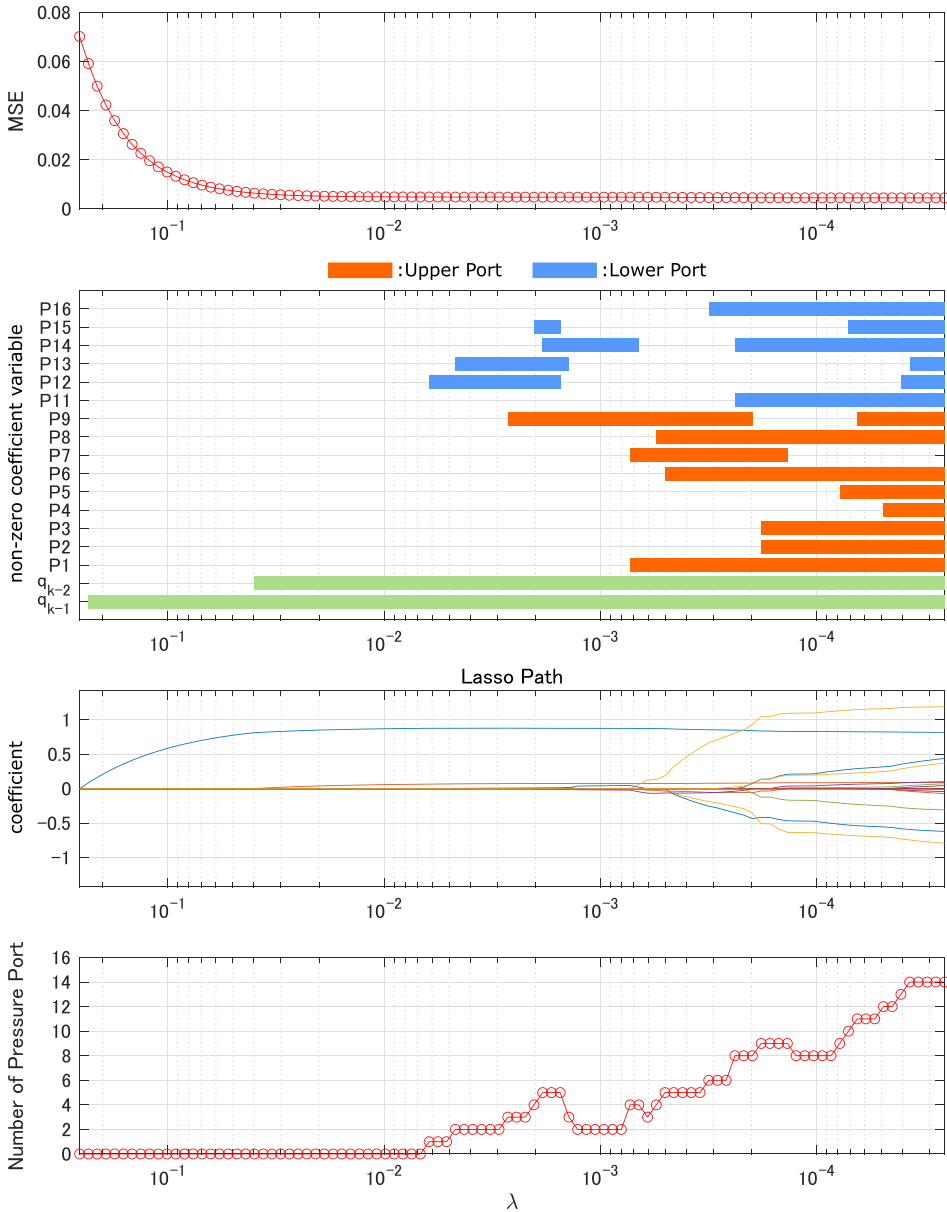 0.08
0.06
0.04
0.02
0
MSE
10⁻¹ 10⁻² 10⁻³ 10⁻⁴
:Upper Port :Lower Port
P16
P15
P14
P13
P12
P11
P9
P8
P7
P6
P5
P4
P3
P2
P1
q_{k-2}
q_{k-1}
non-zero coefficient variable
10⁻¹ 10⁻² 10⁻³ 10⁻⁴
Lasso Path
1
0.5
0
-0.5
-1
coefficient
10⁻¹ 10⁻² 10⁻³ 10⁻⁴
16
14
12
10
8
6
4
2
0
Number of Pressure Port
10⁻¹ 10⁻² 10⁻³ 10⁻⁴
λ